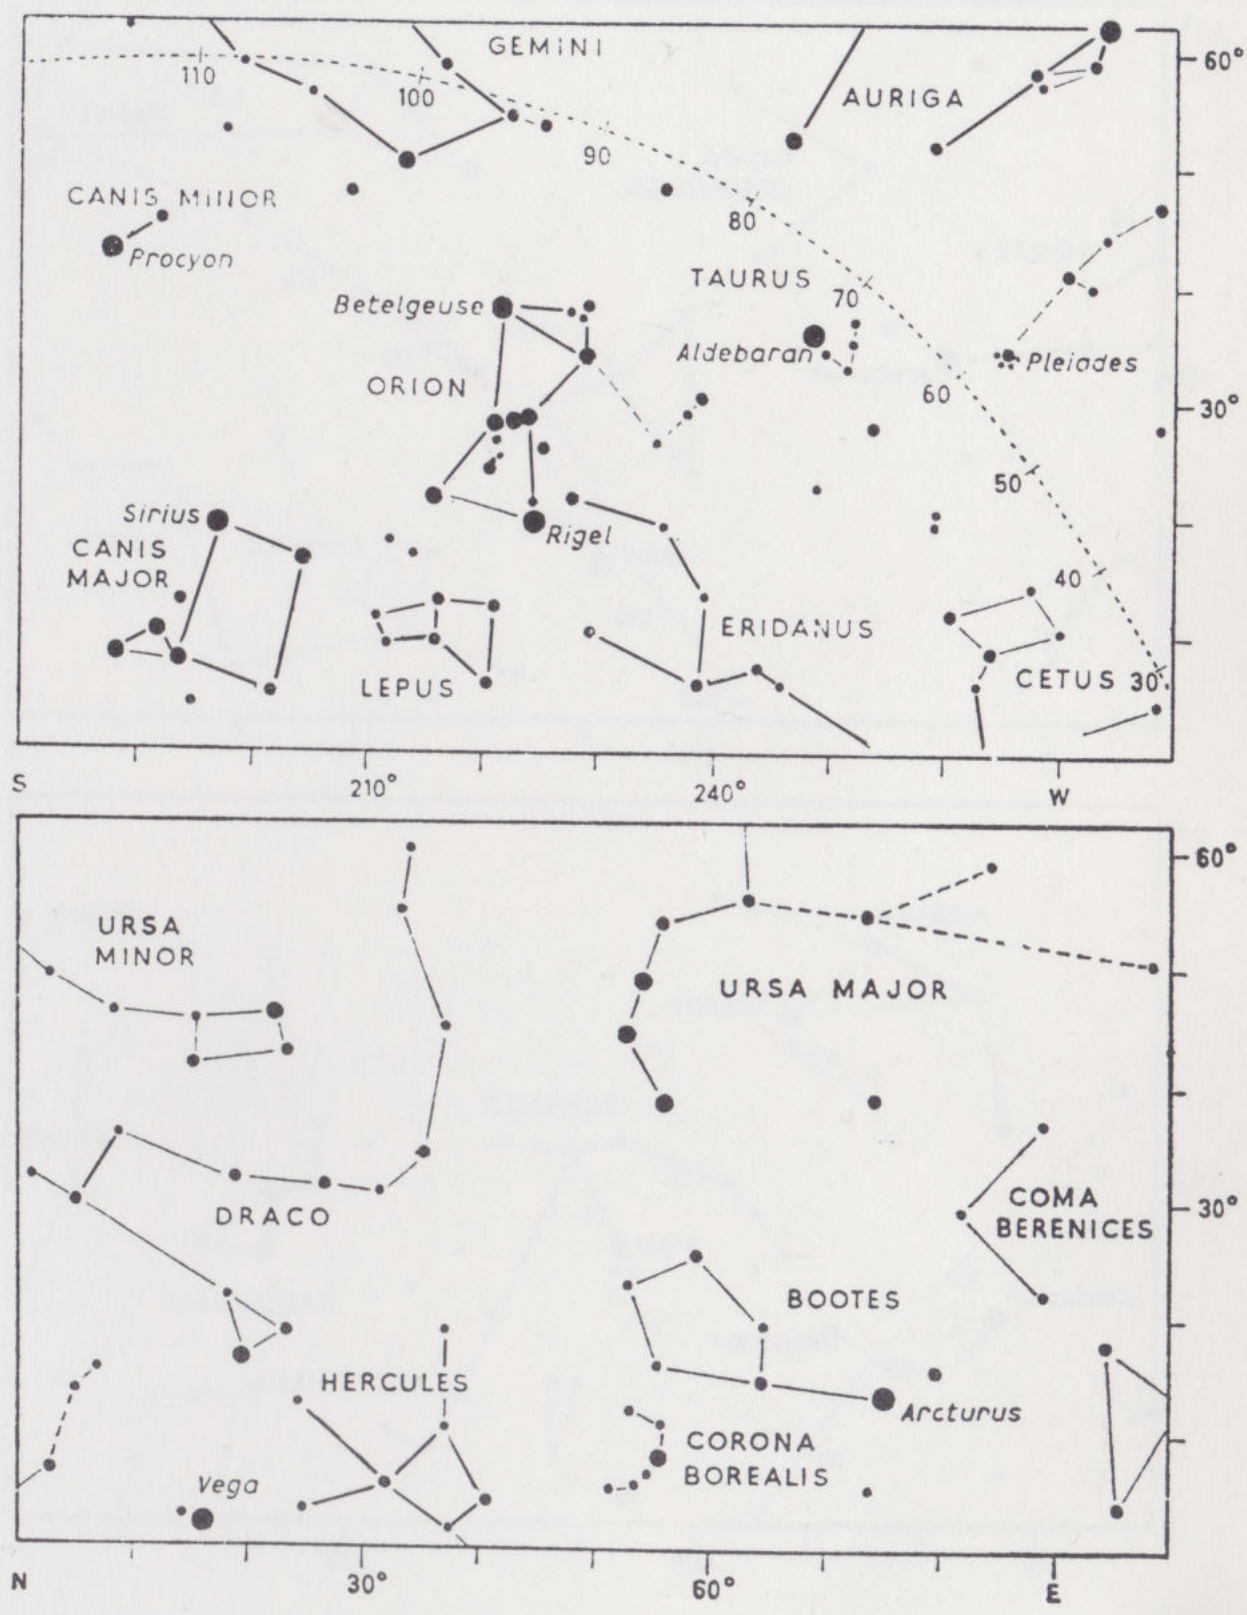 GEMINI
60°
110
100
AURIGA
90
CANIS MINOR
80
Procyon
TAURUS
70
Betelgeuse
Aldebaran
Pleiades
ORION
60
30°
50
Sirius
Rigel
CANIS
MAJOR
40
ERIDANUS
LEPUS
CETUS 30
S 210° 240° W
60°
URSA
MINOR
URSA MAJOR
COMA
BERENICES
30°
DRACO
BOOTES
HERCULES
Arcturus
CORONA
BOREALIS
Vega
N 30° 60° E